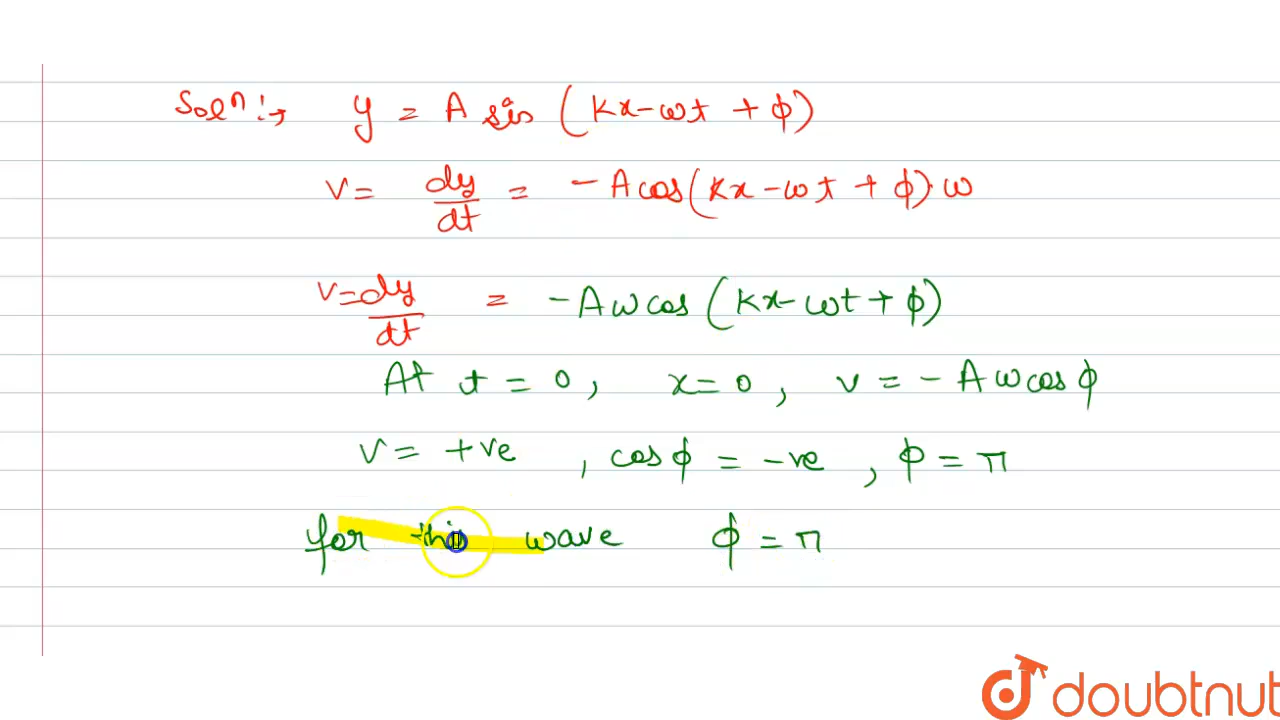 Solⁿ :→ y = A sin (kx-ωt + φ)
v = dy/dt = -A cos(kx-ωt + φ)·ω
v=dy/dt = -Aω cos (kx-ωt+φ)
At t=0, x=0, v=-Aω cos φ
v= +ve , cos φ = -ve , φ=π
for this wave φ=π
doubtnut